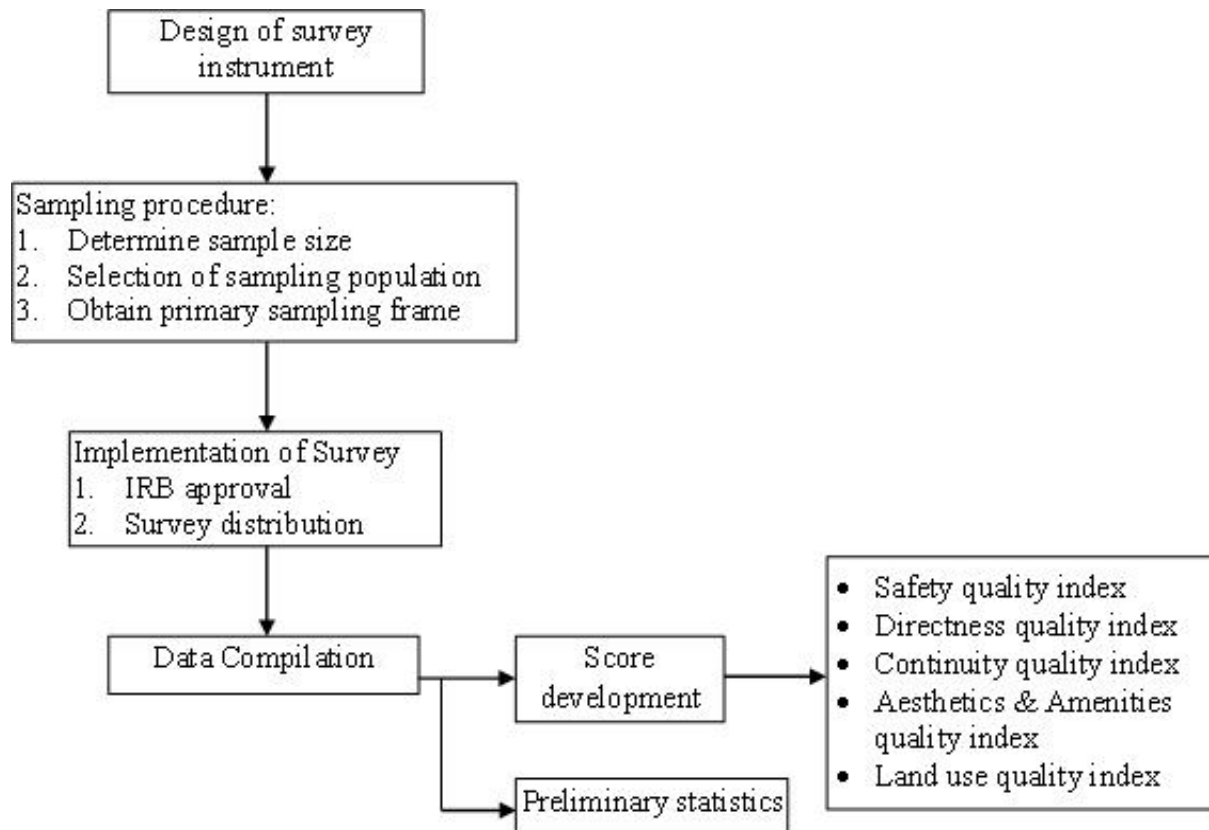 Design of survey
instrument
Sampling procedure:
1. Determine sample size
2. Selection of sampling population
3. Obtain primary sampling frame
Implementation of Survey
1. IRB approval
2. Survey distribution
Data Compilation
Score
development
Preliminary statistics
• Safety quality index
• Directness quality index
• Continuity quality index
• Aesthetics & Amenities
quality index
• Land use quality index